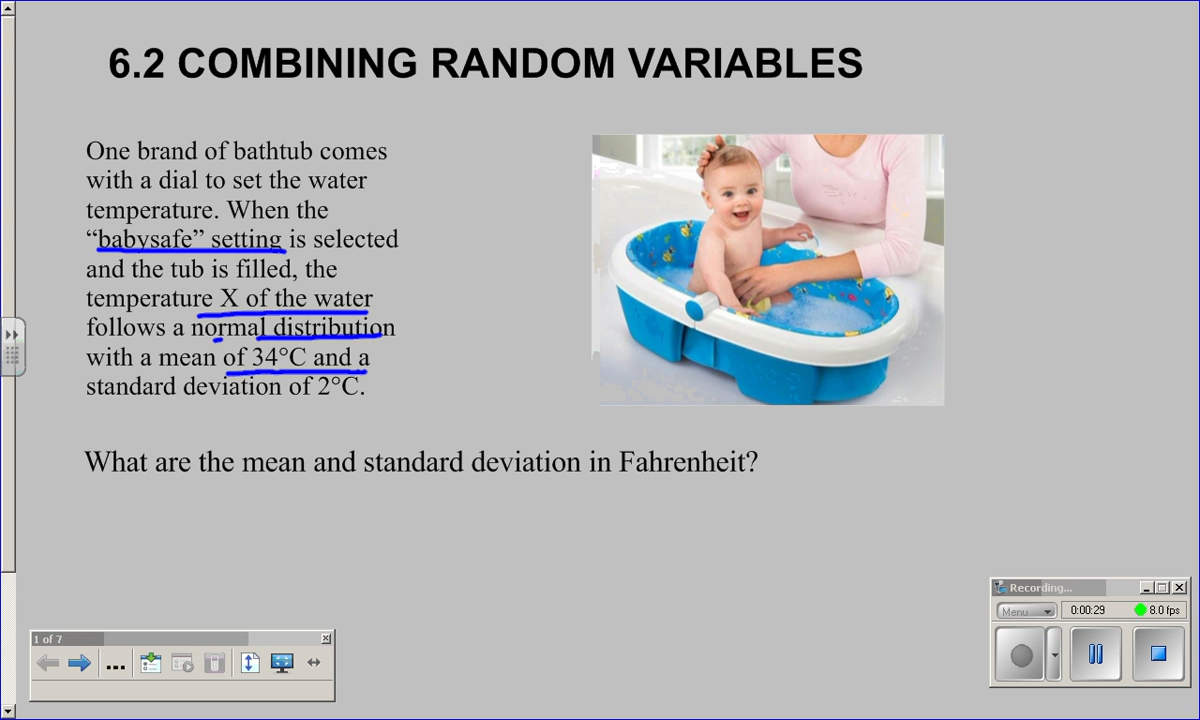 6.2 COMBINING RANDOM VARIABLES
One brand of bathtub comes
with a dial to set the water
temperature. When the
“babysafe” setting is selected
and the tub is filled, the
temperature X of the water
follows a normal distribution
with a mean of 34°C and a
standard deviation of 2°C.
What are the mean and standard deviation in Fahrenheit?
Recording...
Menu
0:00:29
8.0 fps
1 of 7